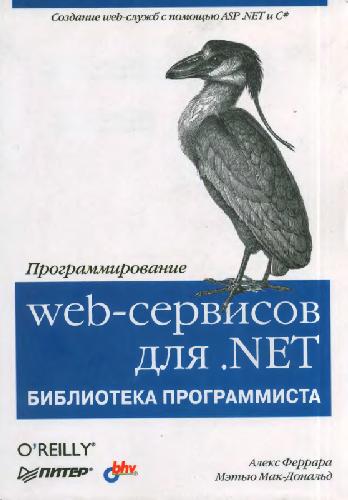 Создание web-служб с помощью ASP .NET и C#
Программирование
web-сервисов
для .NET
БИБЛИОТЕКА ПРОГРАММИСТА
O'REILLY®
ПИТЕР®
bhv®
Алекс Феррара
Мэтью Мак-Дональд